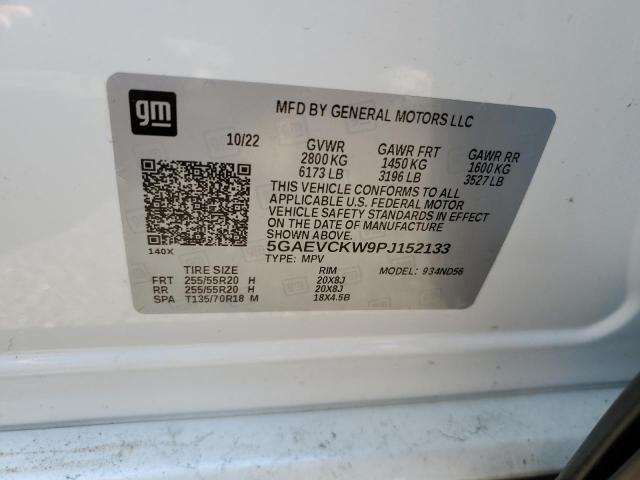 gm
MFD BY GENERAL MOTORS LLC
10/22 GVWR GAWR FRT GAWR RR
2800 KG 1450 KG 1600 KG
6173 LB 3196 LB 3527 LB
THIS VEHICLE CONFORMS TO ALL
APPLICABLE U.S. FEDERAL MOTOR
VEHICLE SAFETY STANDARDS IN EFFECT
ON THE DATE OF MANUFACTURE SHOWN
ABOVE.
5GAEVCKW9PJ152133
140X
TYPE: MPV MODEL: 934ND56
TIRE SIZE RIM
FRT 255/55R20 H 20X8J
RR 255/55R20 H 20X8J
SPA T135/70R18 M 18X4.5B